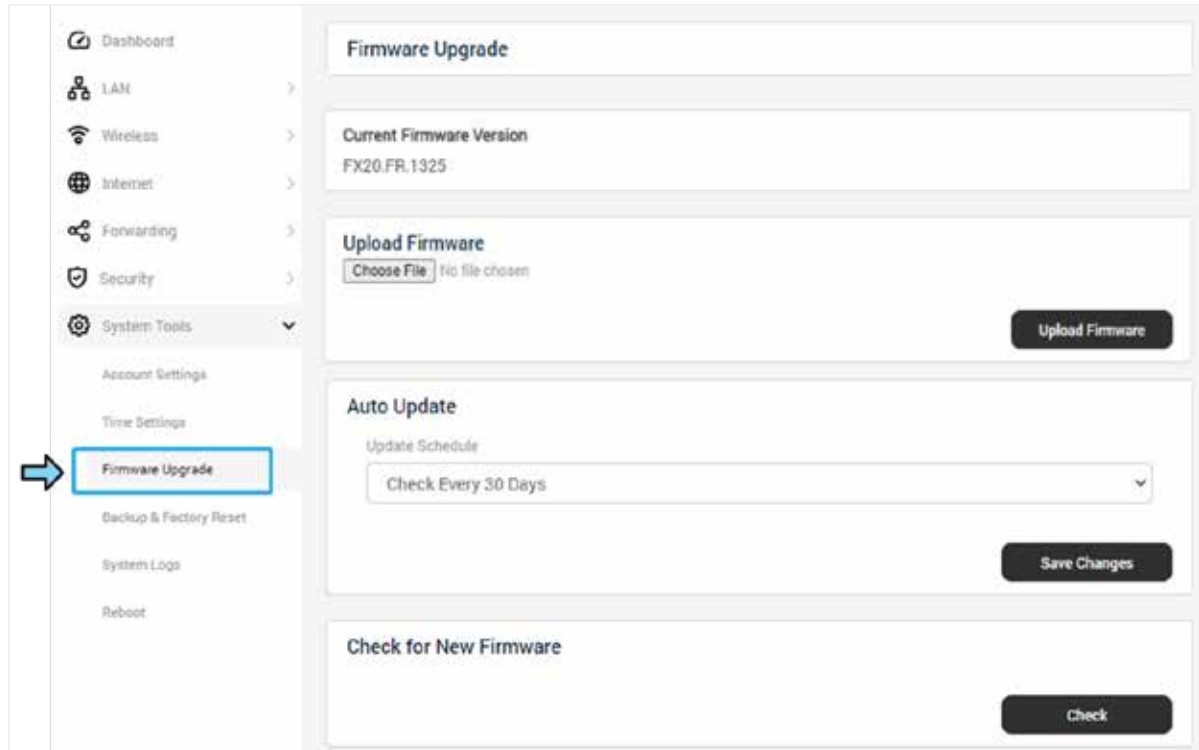 Dashboard
LAN
Wireless
Internet
Forwarding
Security
System Tools
Account Settings
Time Settings
Firmware Upgrade
Backup & Factory Reset
System Logs
Reboot
Firmware Upgrade
Current Firmware Version
FX20.FR.1325
Upload Firmware
Choose File No file chosen
Upload Firmware
Auto Update
Update Schedule
Check Every 30 Days
Save Changes
Check for New Firmware
Check